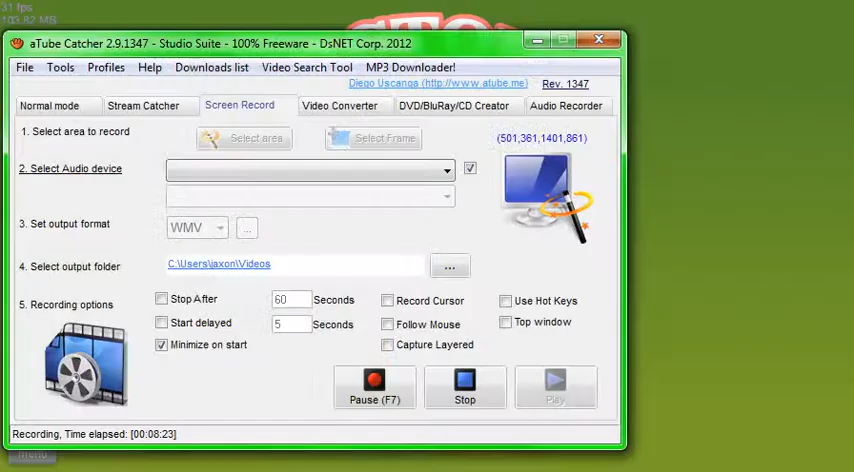 31 fps
103.82 MB
aTube Catcher 2.9.1347 - Studio Suite - 100% Freeware - DsNET Corp. 2012
File Tools Profiles Help Downloads list Video Search Tool MP3 Downloader!
Diego Uscanga (http://www.atube.me) Rev. 1347
Normal mode Stream Catcher Screen Record Video Converter DVD/BluRay/CD Creator Audio Recorder
1. Select area to record Select area Select Frame (501,361,1401,861)
2. Select Audio device
3. Set output format WMV ...
4. Select output folder C:\Users\jaxon\Videos ...
5. Recording options
Stop After 60 Seconds Record Cursor Use Hot Keys
Start delayed 5 Seconds Follow Mouse Top window
Minimize on start Capture Layered
Pause (F7) Stop Play
Recording, Time elapsed: [00:08:23]
menu